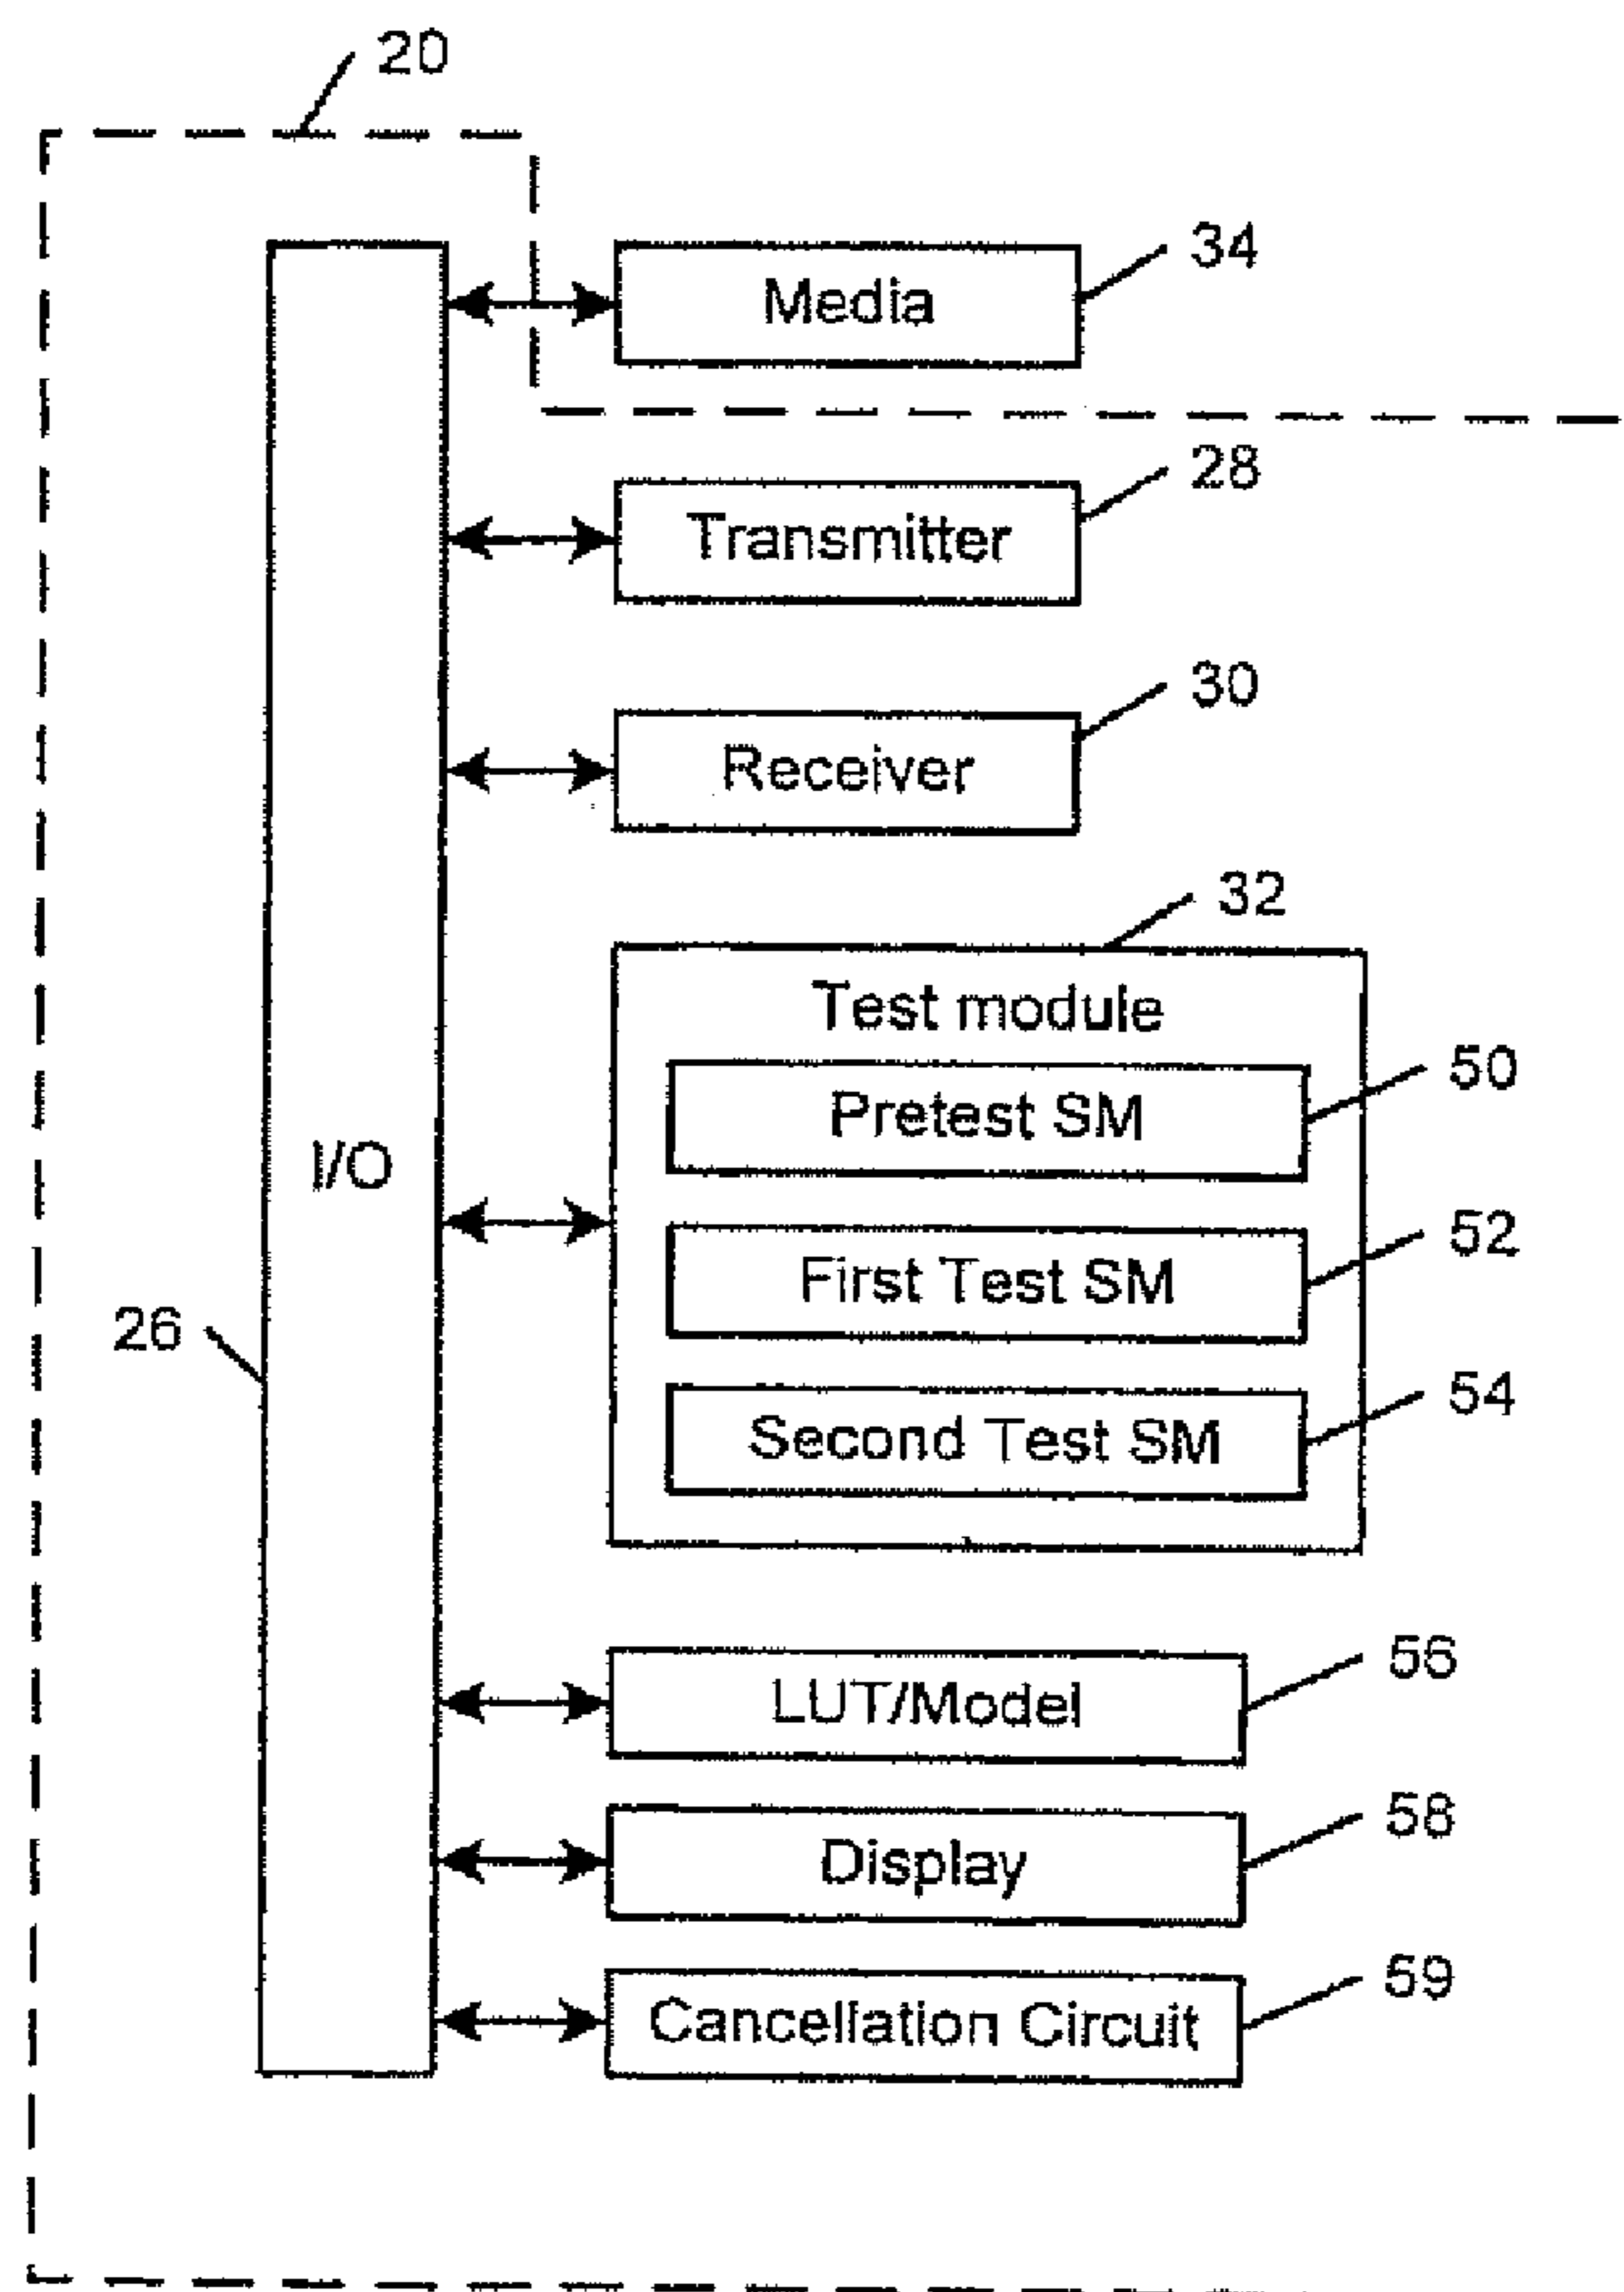 20
Media
34
Transmitter
28
Receiver
30
32
Test module
Pretest SM
50
I/O
First Test SM
52
26
Second Test SM
54
LUT/Model
56
Display
58
Cancellation Circuit
59